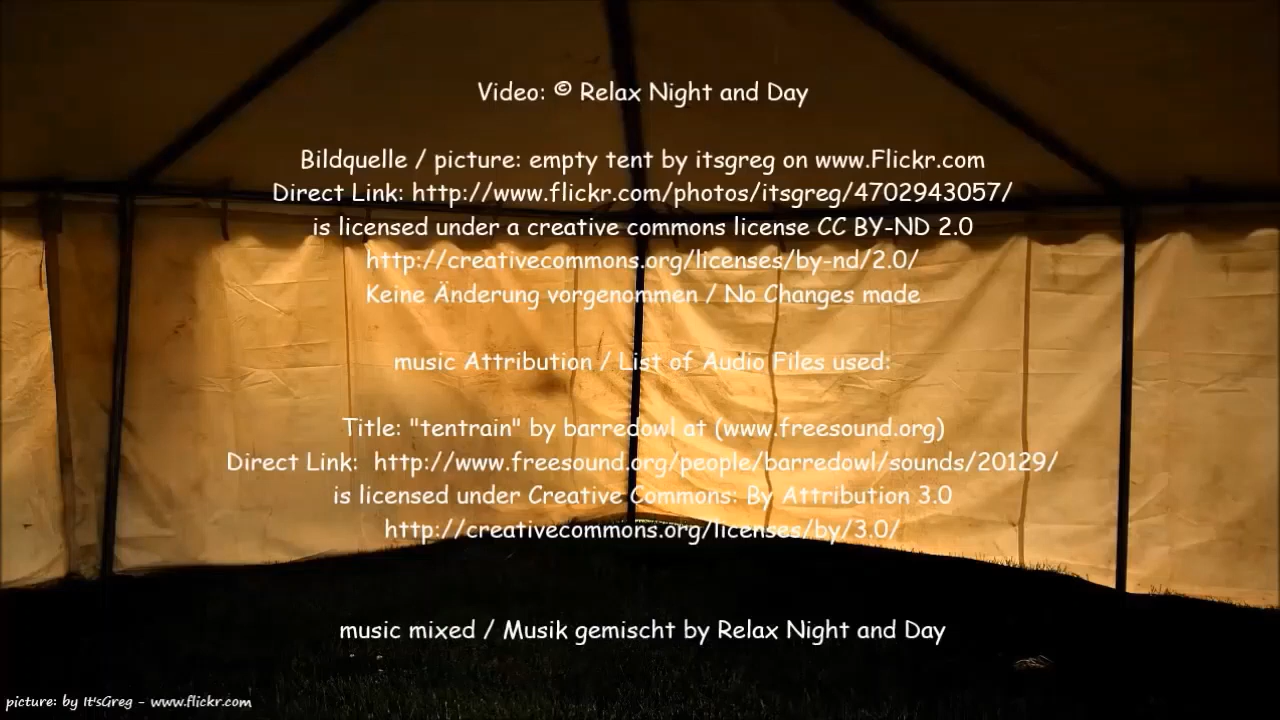 Video: © Relax Night and Day
Bildquelle / picture: empty tent by itsgreg on www.Flickr.com
Direct Link: http://www.flickr.com/photos/itsgreg/4702943057/
is licensed under a creative commons license CC BY-ND 2.0
http://creativecommons.org/licenses/by-nd/2.0/
Keine Änderung vorgenommen / No Changes made
music Attribution / List of Audio Files used:
Title: "tentrain" by barredowl at (www.freesound.org)
Direct Link: http://www.freesound.org/people/barredowl/sounds/20129/
is licensed under Creative Commons: By Attribution 3.0
http://creativecommons.org/licenses/by/3.0/
music mixed / Musik gemischt by Relax Night and Day
picture: by It'sGreg - www.flickr.com